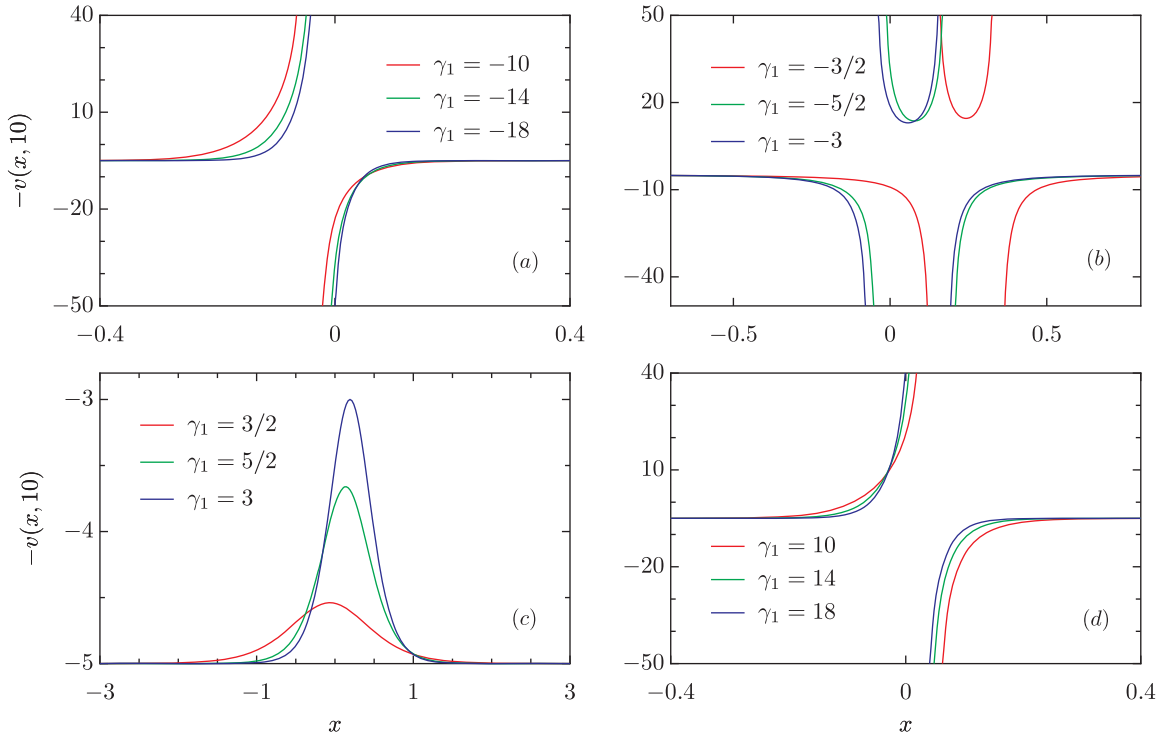 40
10
−20
−50
−0.4
0
0.4
−v(x, 10)
γ₁ = −10
γ₁ = −14
γ₁ = −18
(a)
50
20
−10
−40
−0.5
0
0.5
γ₁ = −3/2
γ₁ = −5/2
γ₁ = −3
(b)
−3
−4
−5
−3
−1
1
3
−v(x, 10)
x
γ₁ = 3/2
γ₁ = 5/2
γ₁ = 3
(c)
40
10
−20
−50
−0.4
0
0.4
x
γ₁ = 10
γ₁ = 14
γ₁ = 18
(d)